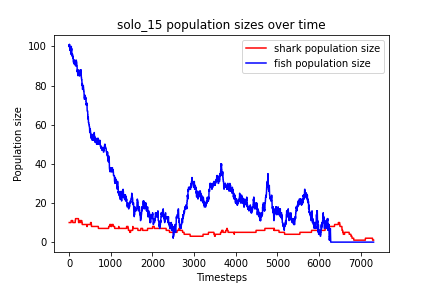 solo_15 population sizes over time
shark population size
fish population size
Population size
100
80
60
40
20
0
0 1000 2000 3000 4000 5000 6000 7000
Timesteps